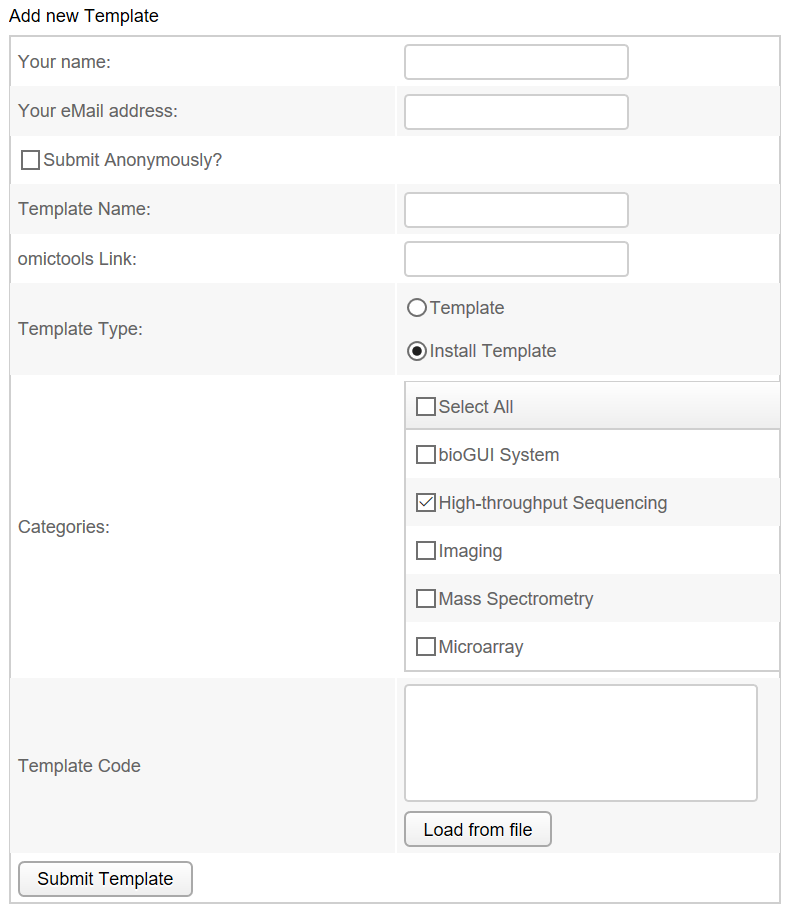 Add new Template
Your name:
Your eMail address:
Submit Anonymously?
Template Name:
omictools Link:
Template Type:
Template
Install Template
Categories:
Select All
bioGUI System
High-throughput Sequencing
Imaging
Mass Spectrometry
Microarray
Template Code
Load from file
Submit Template